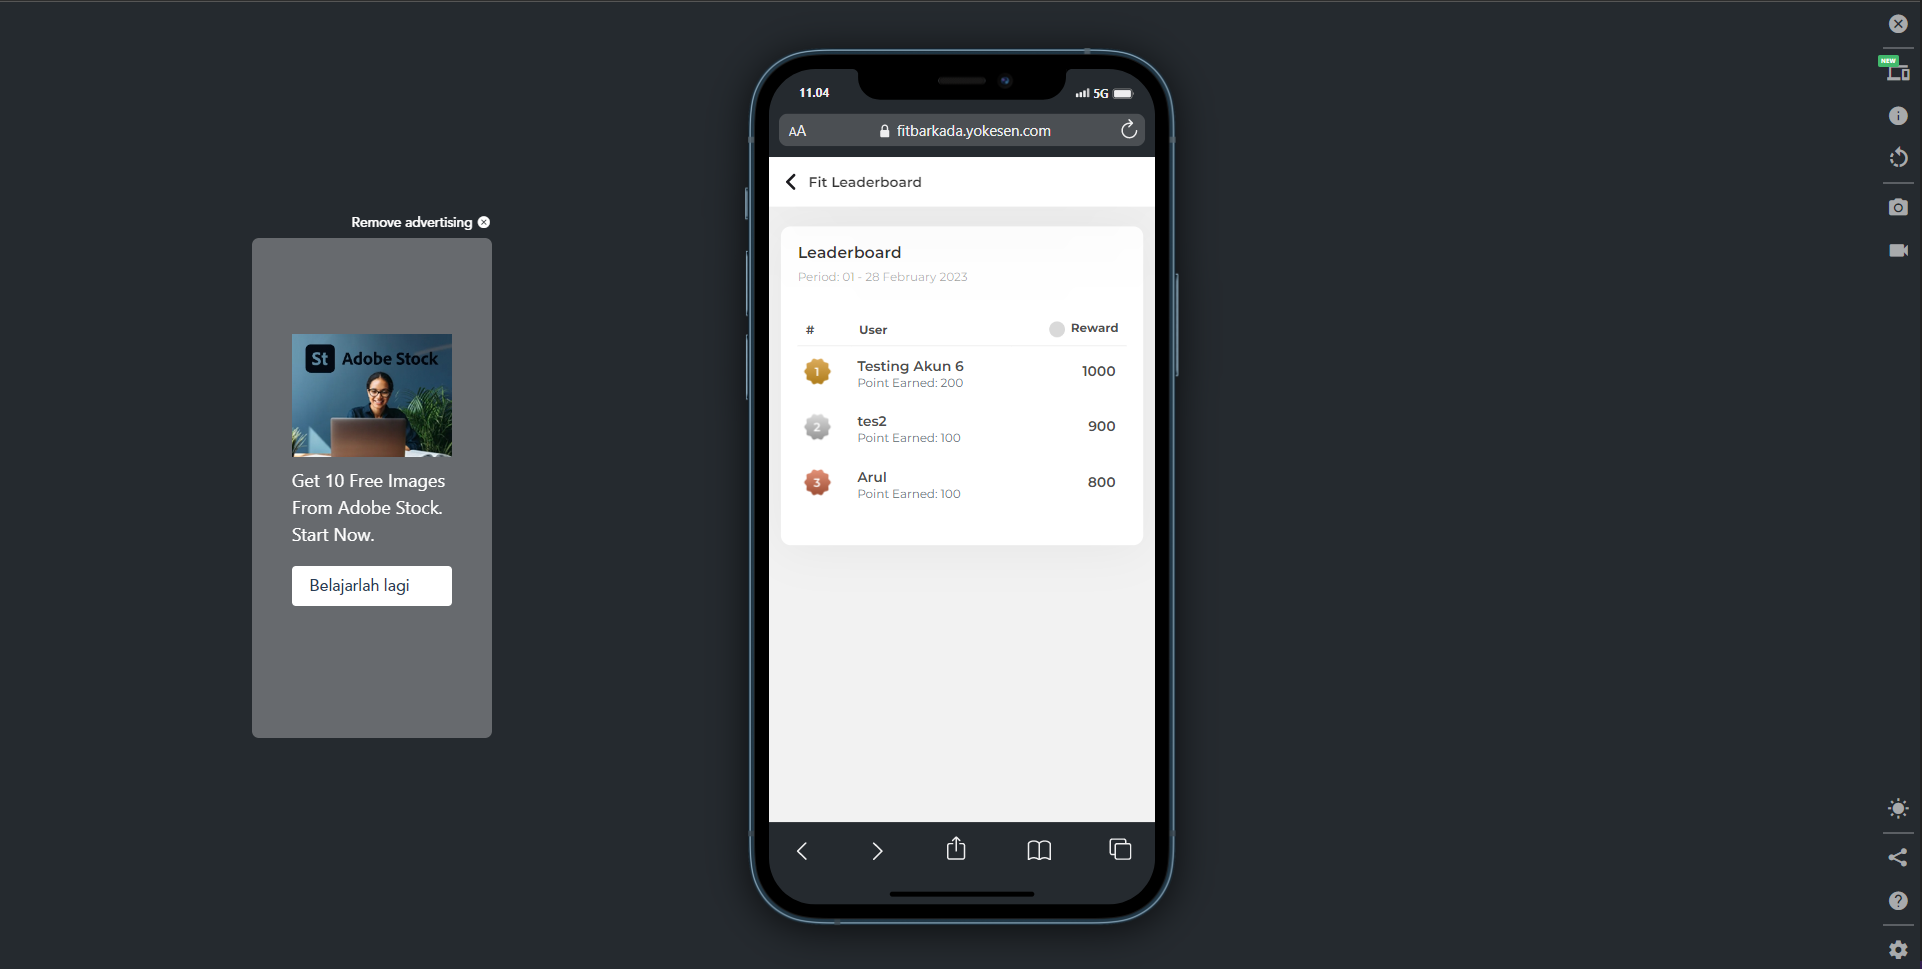 Remove advertising
St Adobe Stock
Get 10 Free Images
From Adobe Stock.
Start Now.
Belajarlah lagi
11.04
5G
AA
fitbarkada.yokesen.com
Fit Leaderboard
Leaderboard
Period: 01 - 28 February 2023
# User Reward
1 Testing Akun 6 1000
Point Earned: 200
2 tes2 900
Point Earned: 100
3 Arul 800
Point Earned: 100
NEW